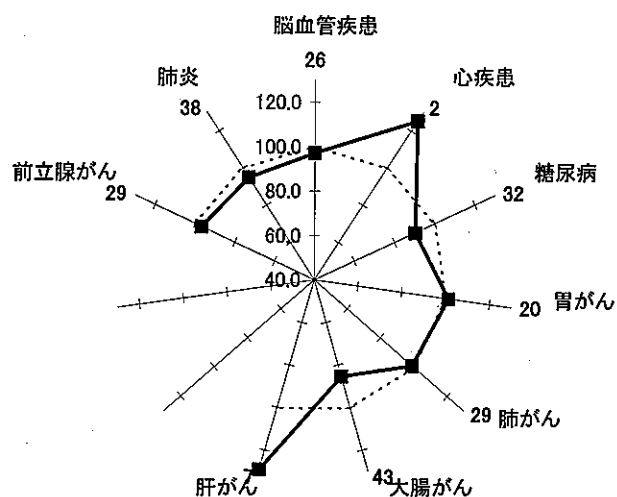 脳血管疾患
26
肺炎
38
心疾患
2
120.0
100.0
80.0
60.0
40.0
前立腺がん
29
糖尿病
32
20 胃がん
29 肺がん
43 大腸がん
肝がん